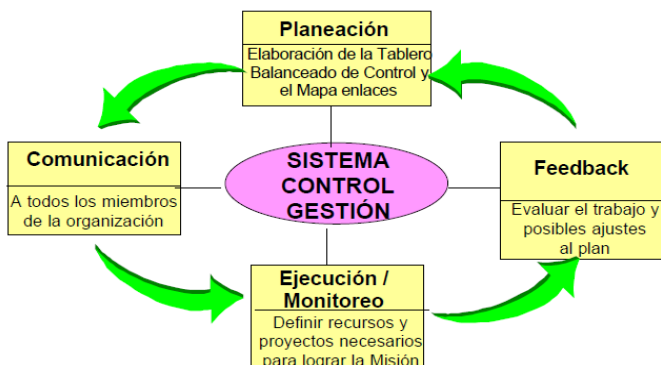 Planeación
Elaboración de la Tablero
Balanceado de Control y
el Mapa enlaces
Comunicación
A todos los miembros
de la organización
SISTEMA
CONTROL
GESTIÓN
Feedback
Evaluar el trabajo y
posibles ajustes
al plan
Ejecución /
Monitoreo
Definir recursos y
proyectos necesarios
para lograr la Misión